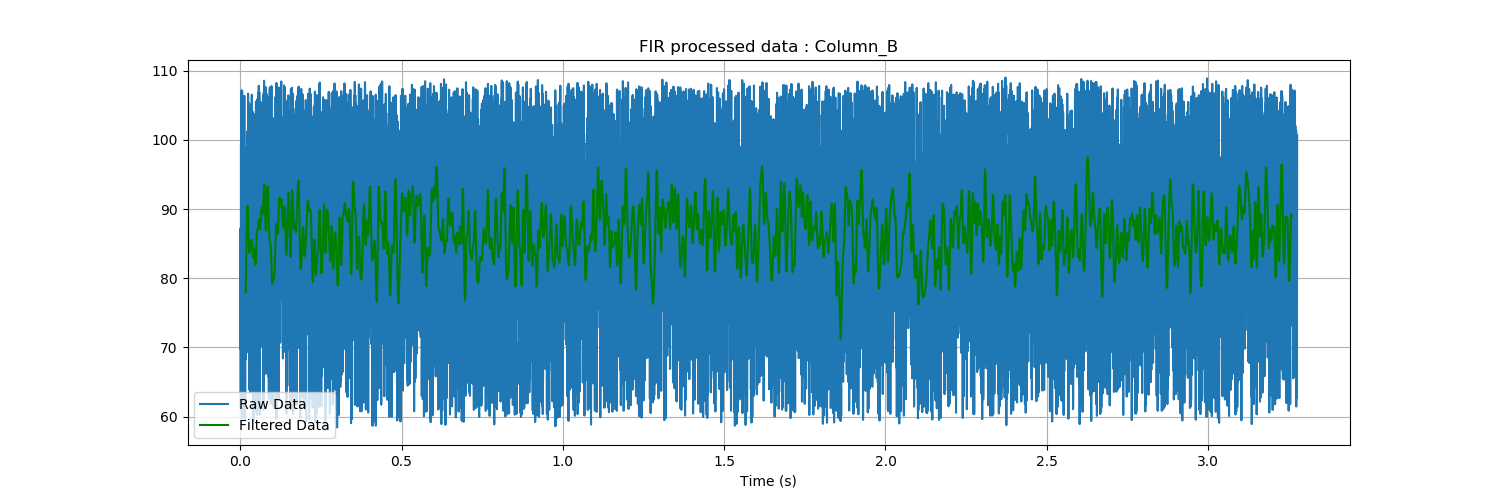 FIR processed data : Column_B
110
100
90
80
70
60
Raw Data
Filtered Data
0.0 0.5 1.0 1.5 2.0 2.5 3.0
Time (s)